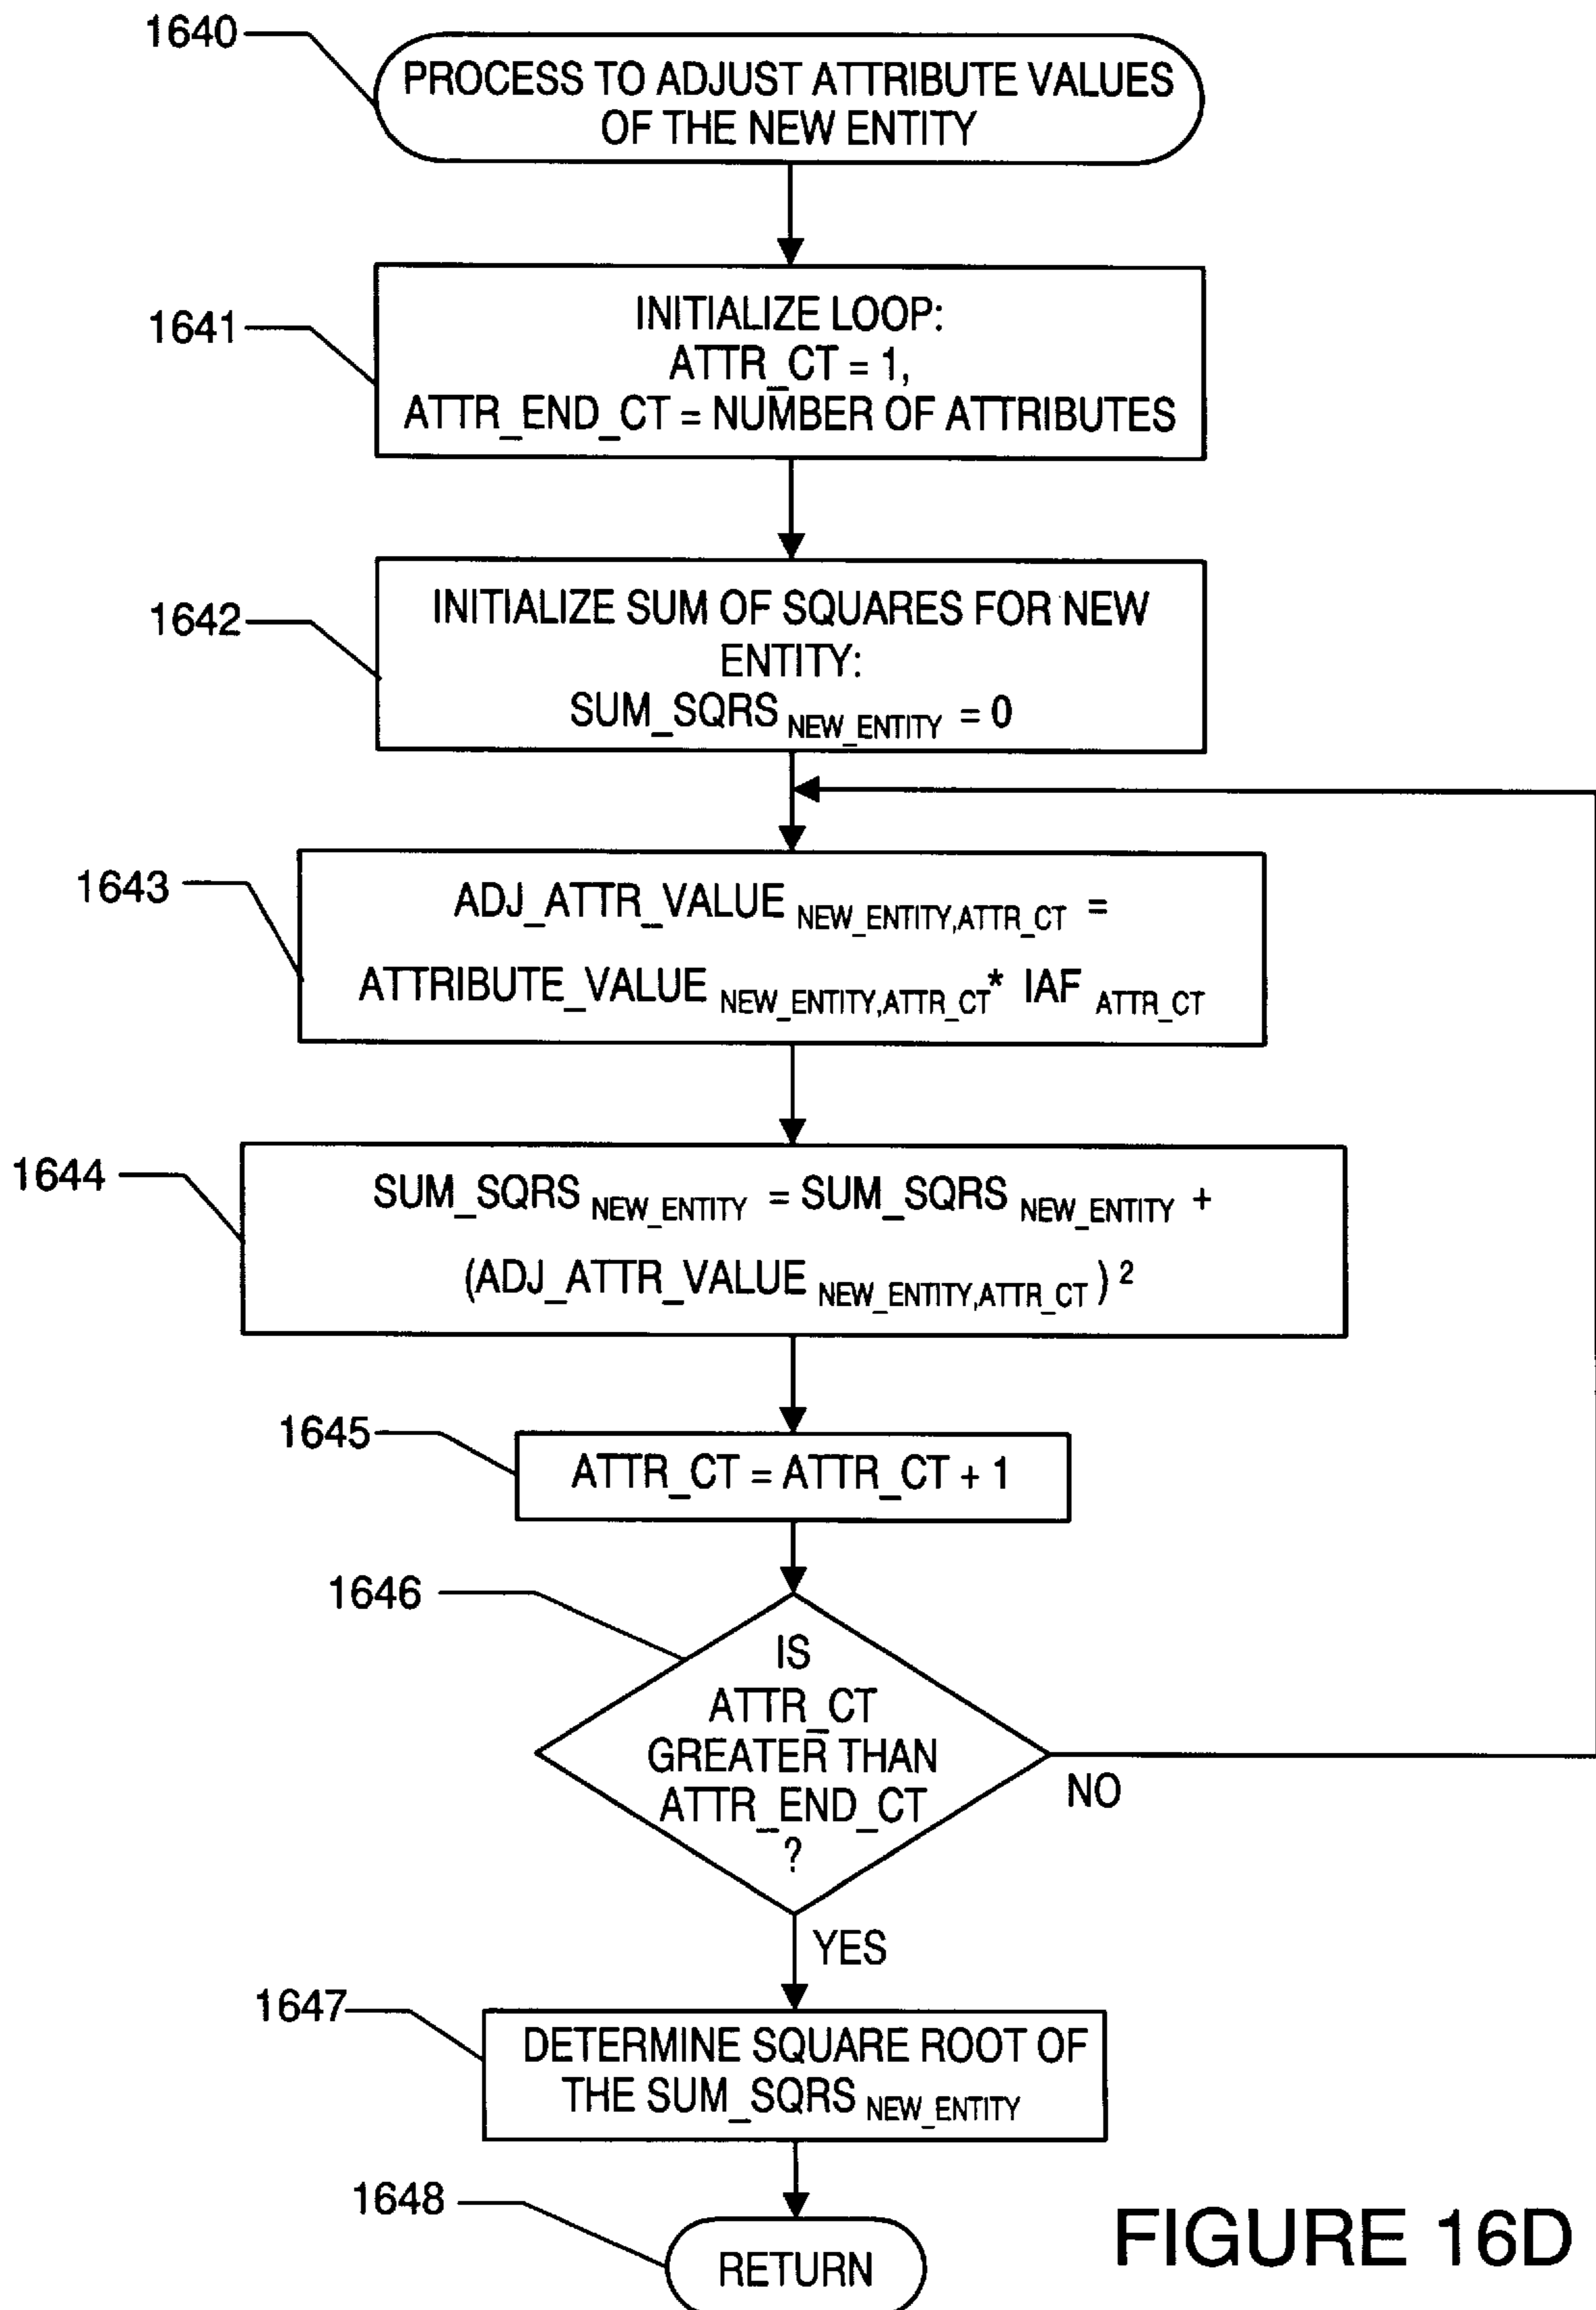 1640
PROCESS TO ADJUST ATTRIBUTE VALUES
OF THE NEW ENTITY
1641
INITIALIZE LOOP:
ATTR_CT = 1,
ATTR_END_CT = NUMBER OF ATTRIBUTES
1642
INITIALIZE SUM OF SQUARES FOR NEW
ENTITY:
SUM_SQRS NEW_ENTITY = 0
1643
ADJ_ATTR_VALUE NEW_ENTITY,ATTR_CT =
ATTRIBUTE_VALUE NEW_ENTITY,ATTR_CT* IAF ATTR_CT
1644
SUM_SQRS NEW_ENTITY = SUM_SQRS NEW_ENTITY +
(ADJ_ATTR_VALUE NEW_ENTITY,ATTR_CT ) 2
1645
ATTR_CT = ATTR_CT + 1
1646
IS
ATTR_CT
GREATER THAN
ATTR_END_CT
?
NO
YES
1647
DETERMINE SQUARE ROOT OF
THE SUM_SQRS NEW_ENTITY
1648
RETURN
FIGURE 16D